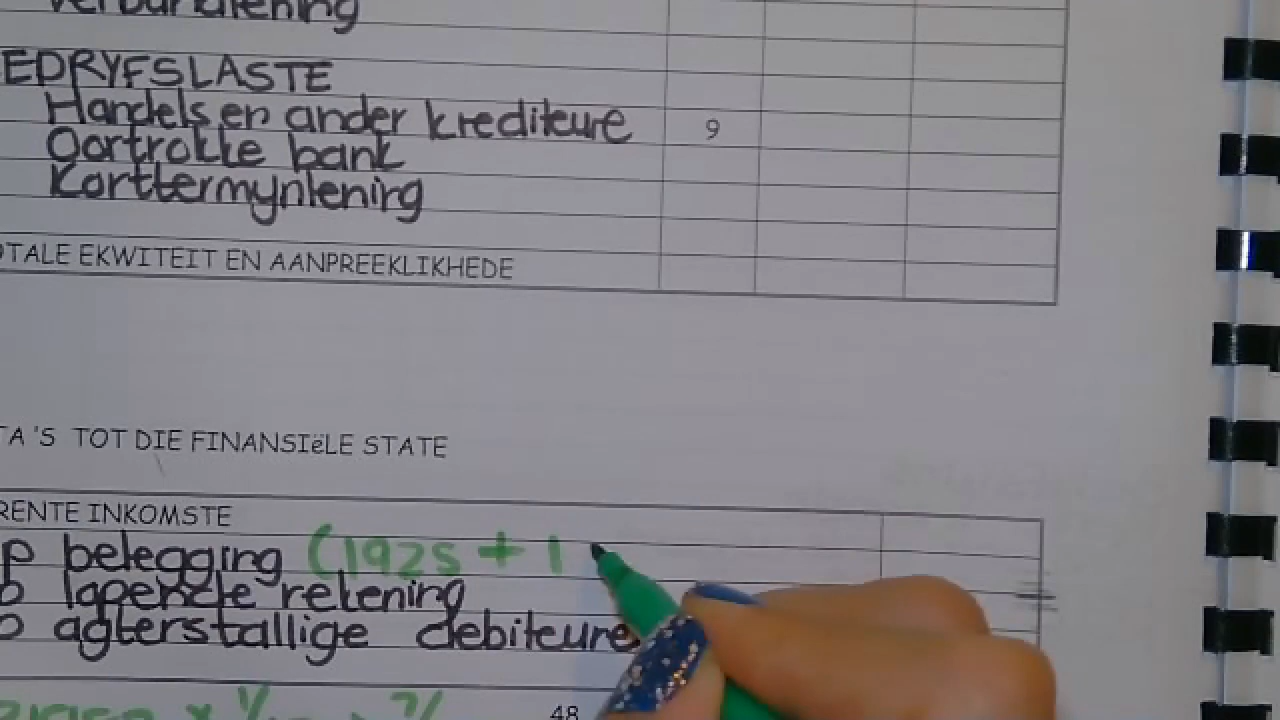 EDRYFSLASTE
Handels en ander krediteure 9
Oortrokke bank
Korttermynlening
OTALE EKWITEIT EN AANPREEKLIKHEDE
TA'S TOT DIE FINANSIëLE STATE
RENTE INKOMSTE
p belegging (1925 + 1
p lopende rekening
p agterstallige debiteure
48